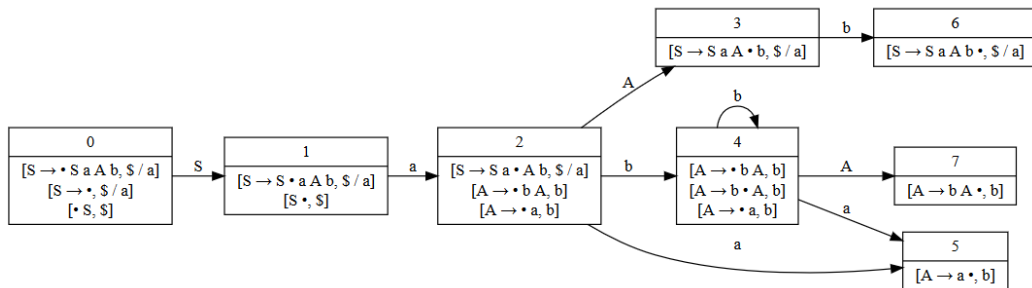 0
[S → • S a A b, $ / a]
[S → •, $ / a]
[• S, $]
S
1
[S → S • a A b, $ / a]
[S •, $]
a
2
[S → S a • A b, $ / a]
[A → • b A, b]
[A → • a, b]
A
3
[S → S a A • b, $ / a]
b
6
[S → S a A b •, $ / a]
b
b
4
[A → • b A, b]
[A → b • A, b]
[A → • a, b]
A
7
[A → b A •, b]
a
a
5
[A → a •, b]